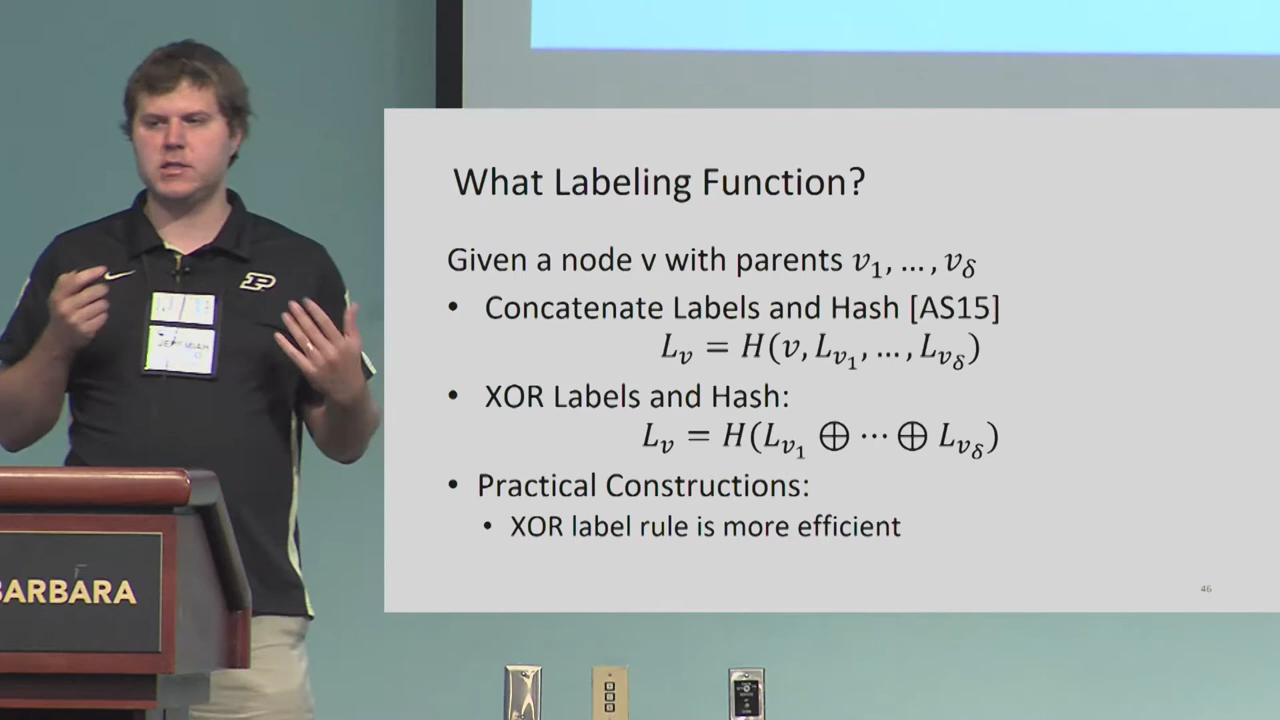 What Labeling Function?
Given a node v with parents 𝑣₁, … , 𝑣_δ
• Concatenate Labels and Hash [AS15]
𝐿_𝑣 = 𝐻(𝑣, 𝐿_{𝑣₁}, … , 𝐿_{𝑣_δ})
• XOR Labels and Hash:
𝐿_𝑣 = 𝐻(𝐿_{𝑣₁} ⊕ ⋯ ⊕ 𝐿_{𝑣_δ})
• Practical Constructions:
• XOR label rule is more efficient
46
P
BARBARA